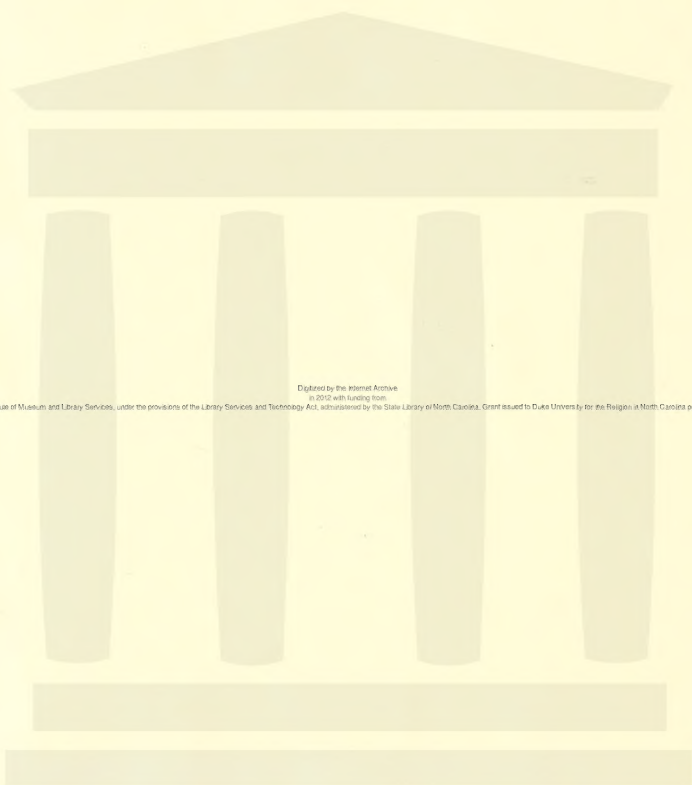 Digitized by the Internet Archive
in 2012 with funding from
of Museum and Library Services, under the provisions of the Library Services and Technology Act, administered by the State Library of North Carolina. Grant issued to Duke University for the Religion in North Carolina